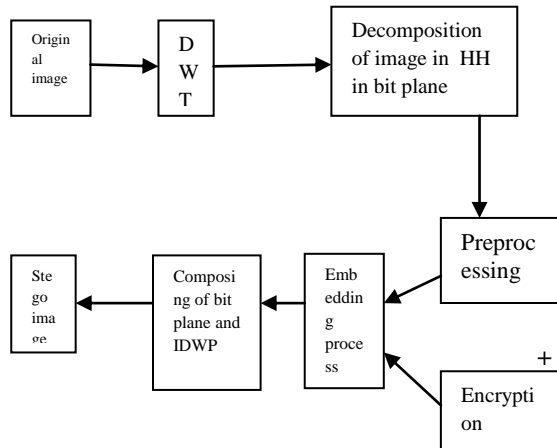 Origin
al
image
D
W
T
Decomposition
of image in HH
in bit plane
Preproc
essing
Emb
eddin
g
proce
ss
Composi
ng of bit
plane and
IDWP
Ste
go
ima
ge
+
Encrypti
on